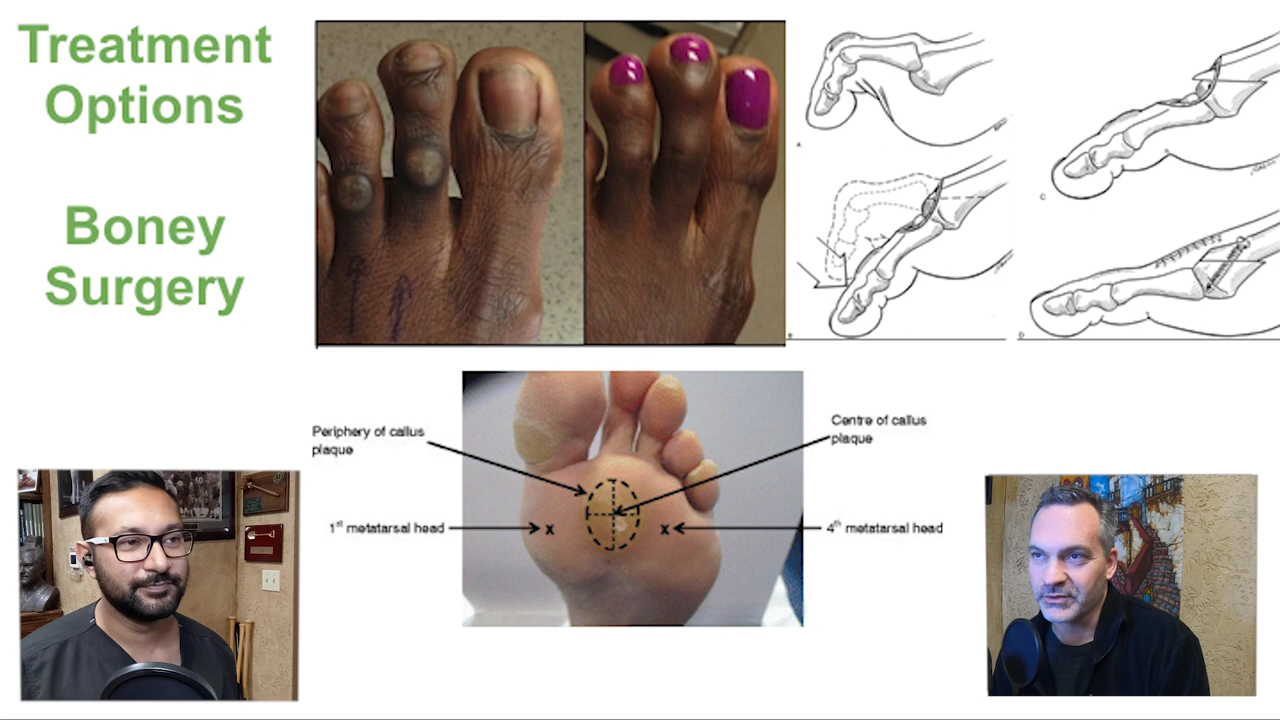 Treatment
Options
Boney
Surgery
A
B
C
D
Periphery of callus
plaque
Centre of callus
plaque
1st metatarsal head
x
x
4th metatarsal head